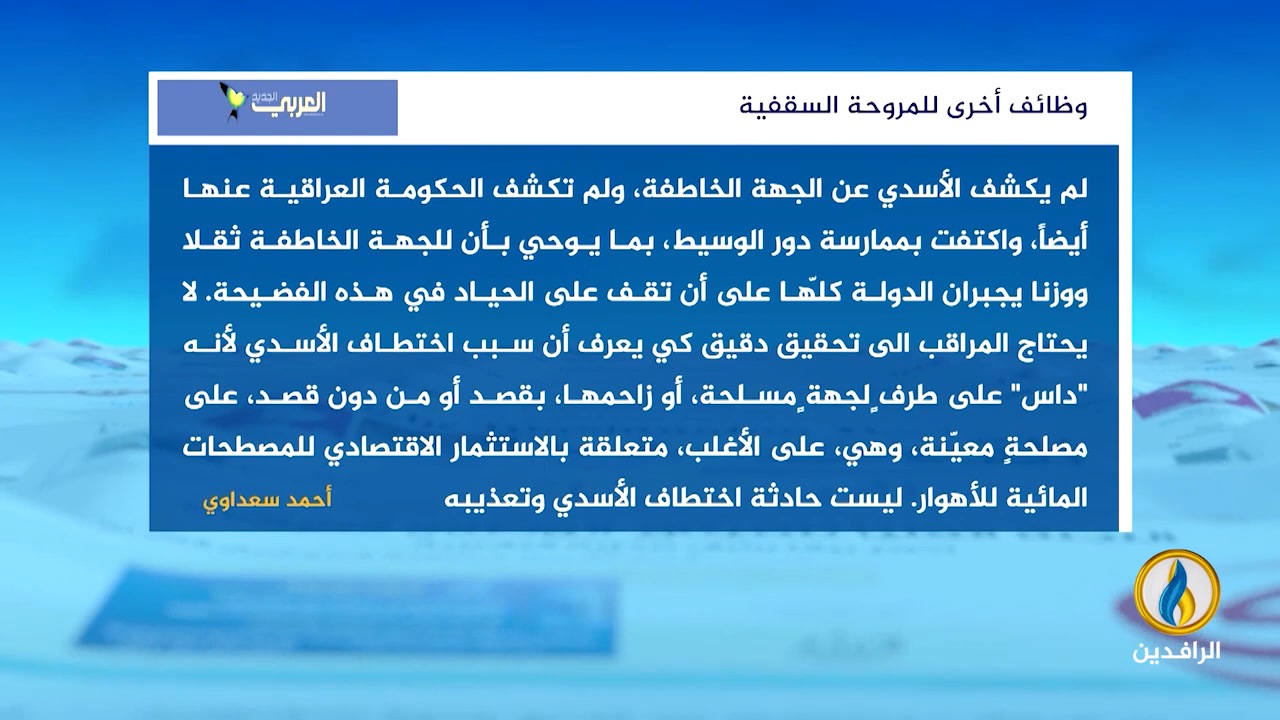 وظائف أخرى للمروحة السقفية
العربي الجديد
لم يكشف الأسدي عن الجهة الخاطفة، ولم تكشف الحكومة العراقية عنها
أيضاً، واكتفت بممارسة دور الوسيط، بما يوحي بأن للجهة الخاطفة ثقلا
ووزنا يجبران الدولة كلّها على أن تقف على الحياد في هذه الفضيحة. لا
يحتاج المراقب الى تحقيق دقيق كي يعرف أن سبب اختطاف الأسدي لأنه
"داس" على طرف ٍلجهة ٍمسلحة، أو زاحمها، بقصد أو من دون قصد، على
مصلحةٍ معيّنة، وهي، على الأغلب، متعلقة بالاستثمار الاقتصادي للمصطحات
المائية للأهوار. ليست حادثة اختطاف الأسدي وتعذيبه
أحمد سعداوي
الرافدين